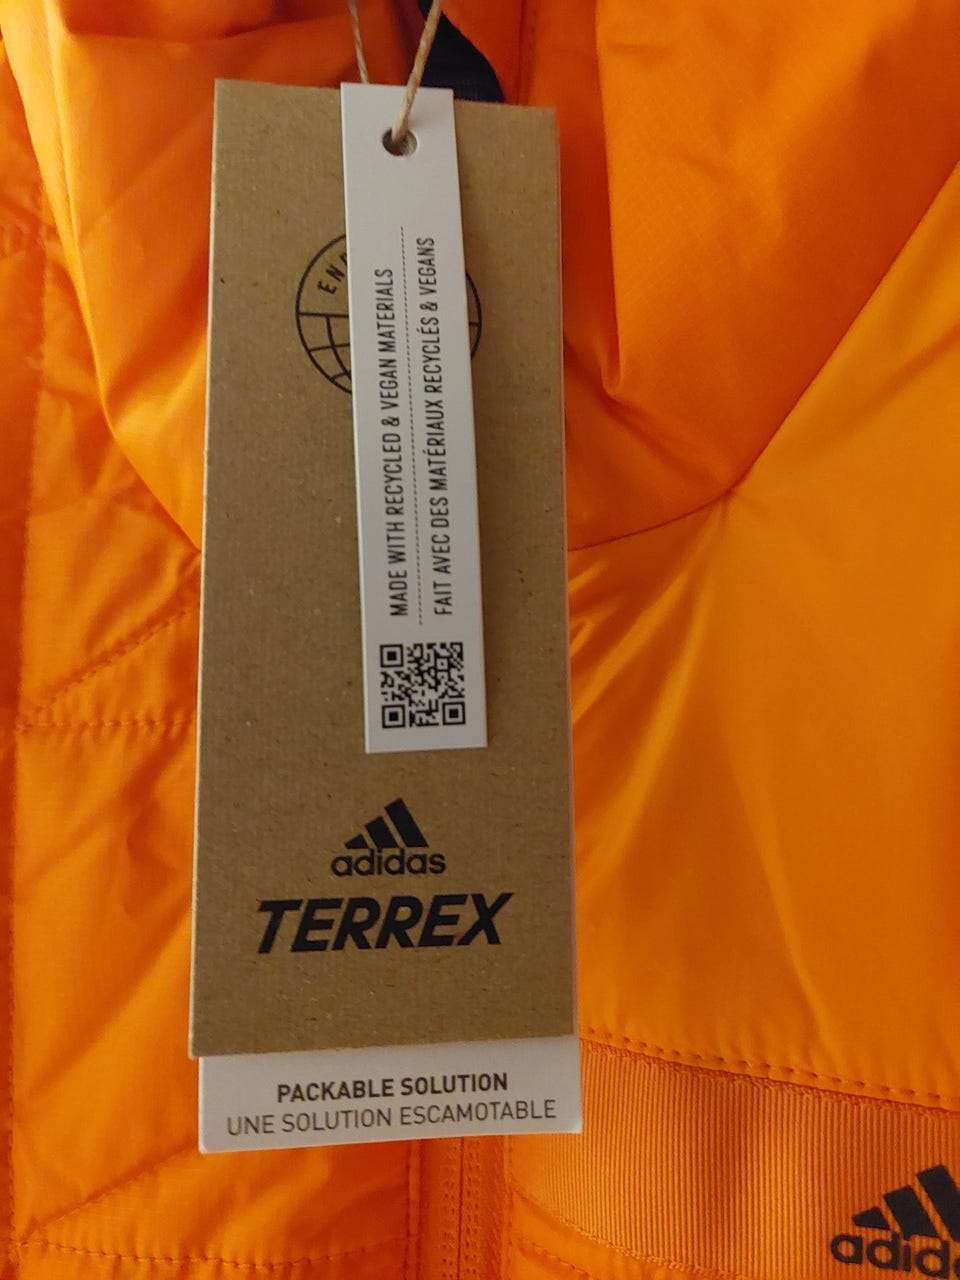 MADE WITH RECYCLED & VEGAN MATERIALS
FAIT AVEC DES MATÉRIAUX RECYCLÉS & VEGANS
adidas
TERREX
PACKABLE SOLUTION
UNE SOLUTION ESCAMOTABLE